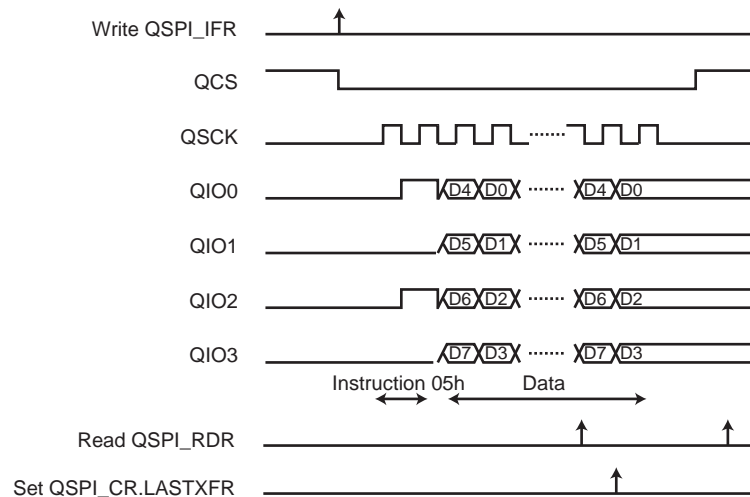 Write QSPI_IFR
QCS
QSCK
QIO0 D4 D0 D4 D0
QIO1 D5 D1 D5 D1
QIO2 D6 D2 D6 D2
QIO3 D7 D3 D7 D3
Instruction 05h Data
Read QSPI_RDR
Set QSPI_CR.LASTXFR